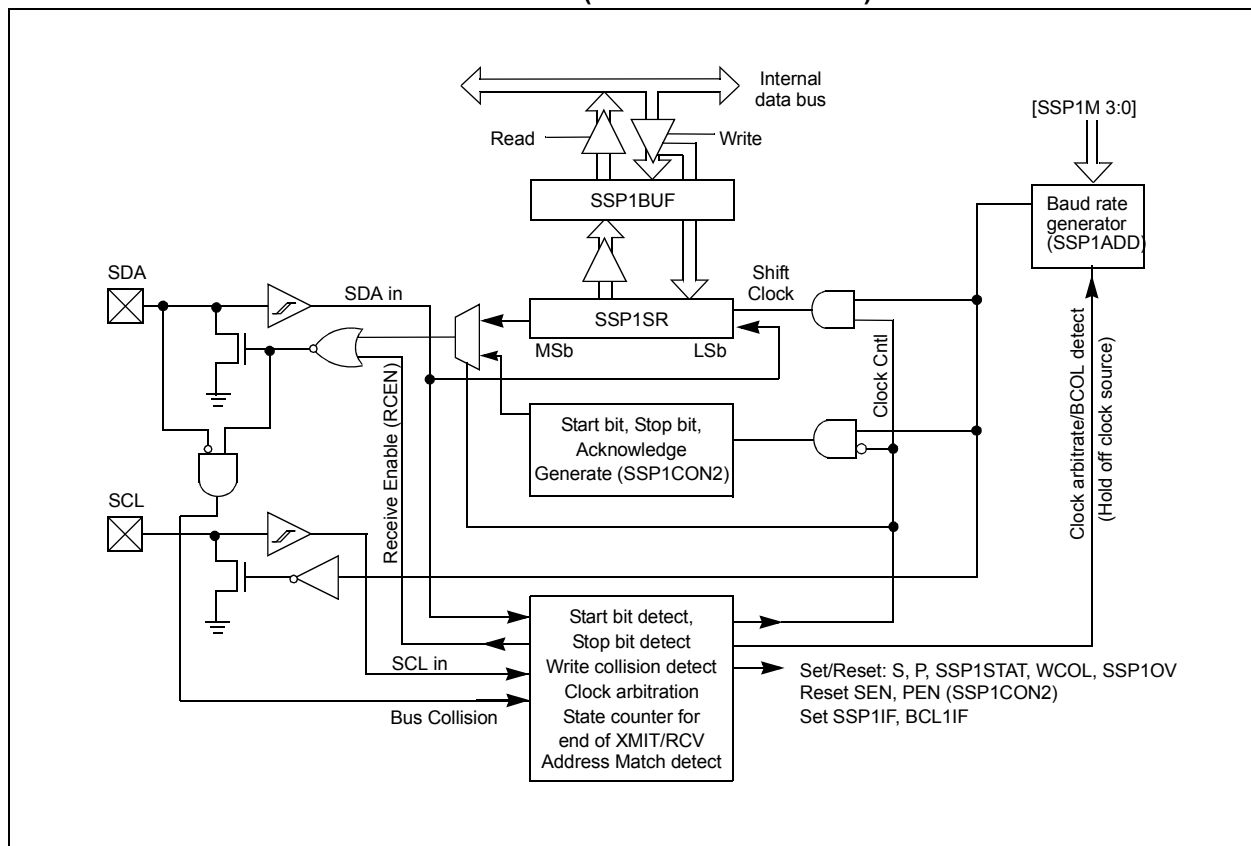 Internal
data bus
[SSP1M 3:0]
Read
Write
SSP1BUF
Baud rate
generator
(SSP1ADD)
SDA
SDA in
Shift
Clock
SSP1SR
MSb
LSb
Start bit, Stop bit,
Acknowledge
Generate (SSP1CON2)
Clock Cntl
Receive Enable (RCEN)
Clock arbitrate/BCOL detect
(Hold off clock source)
SCL
SCL in
Bus Collision
Start bit detect,
Stop bit detect
Write collision detect
Clock arbitration
State counter for
end of XMIT/RCV
Address Match detect
Set/Reset: S, P, SSP1STAT, WCOL, SSP1OV
Reset SEN, PEN (SSP1CON2)
Set SSP1IF, BCL1IF